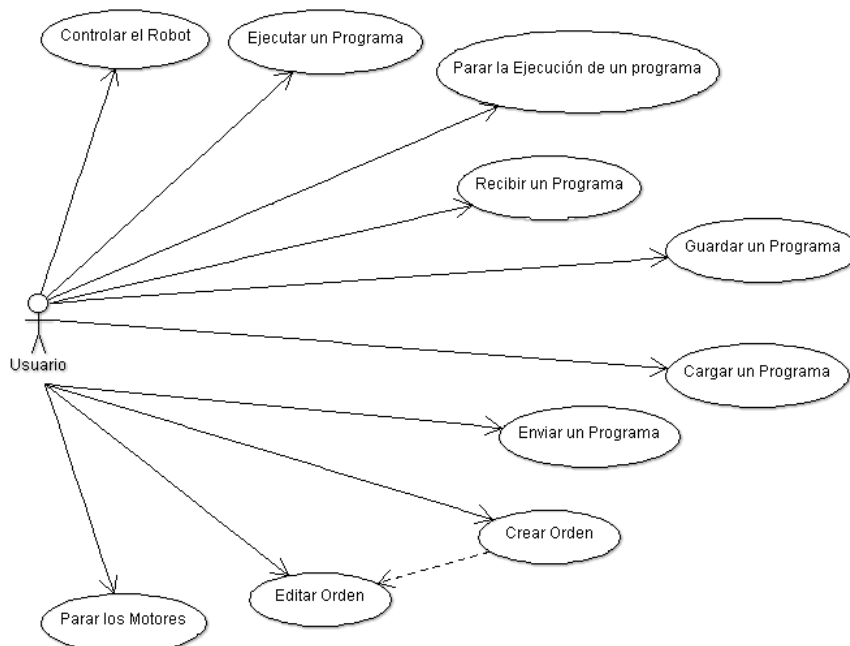 Controlar el Robot
Ejecutar un Programa
Parar la Ejecución de un programa
Recibir un Programa
Guardar un Programa
Usuario
Cargar un Programa
Enviar un Programa
Crear Orden
Editar Orden
Parar los Motores